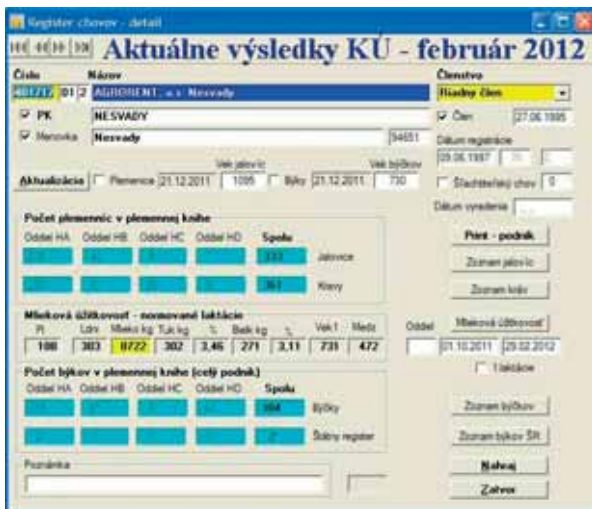 Register chovov - detail
Aktuálne výsledky KÚ - február 2012
Číslo Názov Členstvo
01 2 AGRORENT, a.s. Nesvady Riadny člen
PK NESVADY Člen 27.06.1995
Menovka Nesvady 94651 Dátum registrácie
09.06.1997
Vek jalovíc Vek býčkov
Aktualizácia Plemenice 21.12.2011 1095 Býky 21.12.2011 730 Šľachtiteľský chov 0
Dátum vyradenia
Počet plemenníc v plemennej knihe Print - podnik
Oddiel HA Oddiel HB Oddiel HC Oddiel HD Spolu
Jalovice Zoznam jalovíc
Kravy Zoznam kráv
Mlieková úžitkovosť - normované laktácie
Pl Ldni Mlieko kg Tuk kg % Bielk kg % Vek 1 Medz Oddiel Mlieková úžitkovosť
108 303 8722 302 3,46 271 3,11 731 472 01.10.2011 29.02.2012
Počet býkov v plemennej knihe (celý podnik) 1 laktácie
Oddiel HA Oddiel HB Oddiel HC Oddiel HD Spolu
Býčky Zoznam býčkov
Štátny register Zoznam býkov ŠR
Poznámka Nahraj
Zatvor